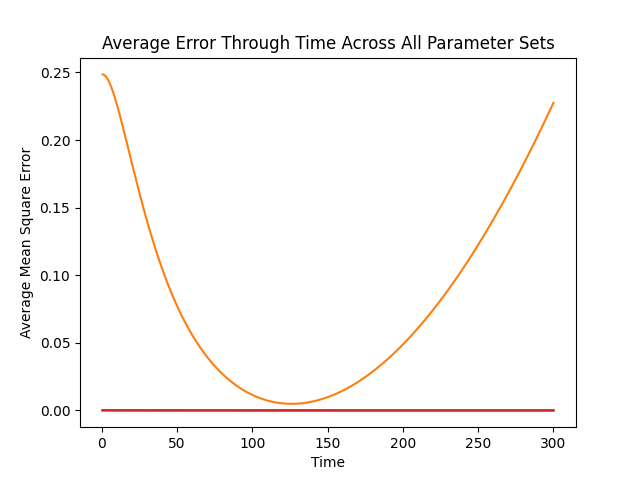 Average Error Through Time Across All Parameter Sets
0.25
0.20
0.15
0.10
0.05
0.00
Average Mean Square Error
0 50 100 150 200 250 300
Time